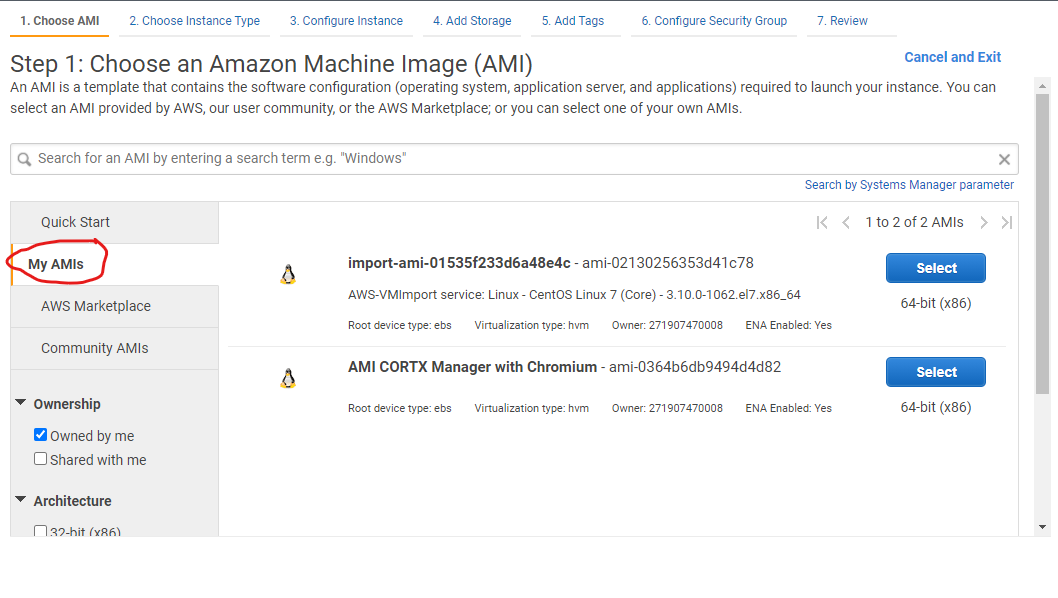 1. Choose AMI 2. Choose Instance Type 3. Configure Instance 4. Add Storage 5. Add Tags 6. Configure Security Group 7. Review
Step 1: Choose an Amazon Machine Image (AMI)
Cancel and Exit
An AMI is a template that contains the software configuration (operating system, application server, and applications) required to launch your instance. You can
select an AMI provided by AWS, our user community, or the AWS Marketplace; or you can select one of your own AMIs.
Search for an AMI by entering a search term e.g. "Windows"
Search by Systems Manager parameter
Quick Start
My AMIs
AWS Marketplace
Community AMIs
Ownership
Owned by me
Shared with me
Architecture
32-bit (x86)
1 to 2 of 2 AMIs
import-ami-01535f233d6a48e4c - ami-02130256353d41c78
Select
AWS-VMImport service: Linux - CentOS Linux 7 (Core) - 3.10.0-1062.el7.x86_64
64-bit (x86)
Root device type: ebs Virtualization type: hvm Owner: 271907470008 ENA Enabled: Yes
AMI CORTX Manager with Chromium - ami-0364b6db9494d4d82
Select
64-bit (x86)
Root device type: ebs Virtualization type: hvm Owner: 271907470008 ENA Enabled: Yes